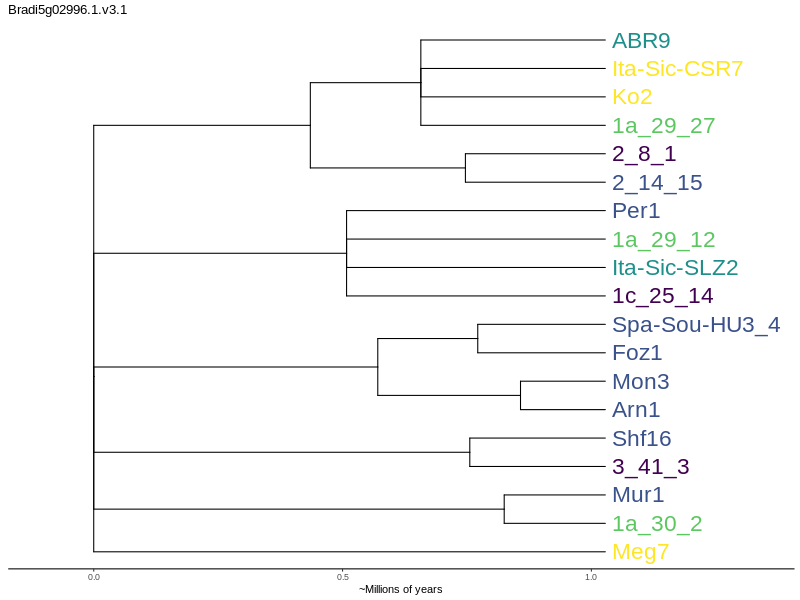 Bradi5g02996.1.v3.1
ABR9
Ita-Sic-CSR7
Ko2
1a_29_27
2_8_1
2_14_15
Per1
1a_29_12
Ita-Sic-SLZ2
1c_25_14
Spa-Sou-HU3_4
Foz1
Mon3
Arn1
Shf16
3_41_3
Mur1
1a_30_2
Meg7
0.0 0.5 1.0
~Millions of years